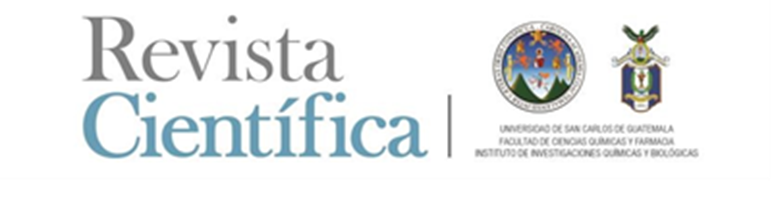 Revista
Científica
UNIVERSIDAD DE SAN CARLOS DE GUATEMALA
FACULTAD DE CIENCIAS QUÍMICAS Y FARMACIA
INSTITUTO DE INVESTIGACIONES QUÍMICAS Y BIOLÓGICAS